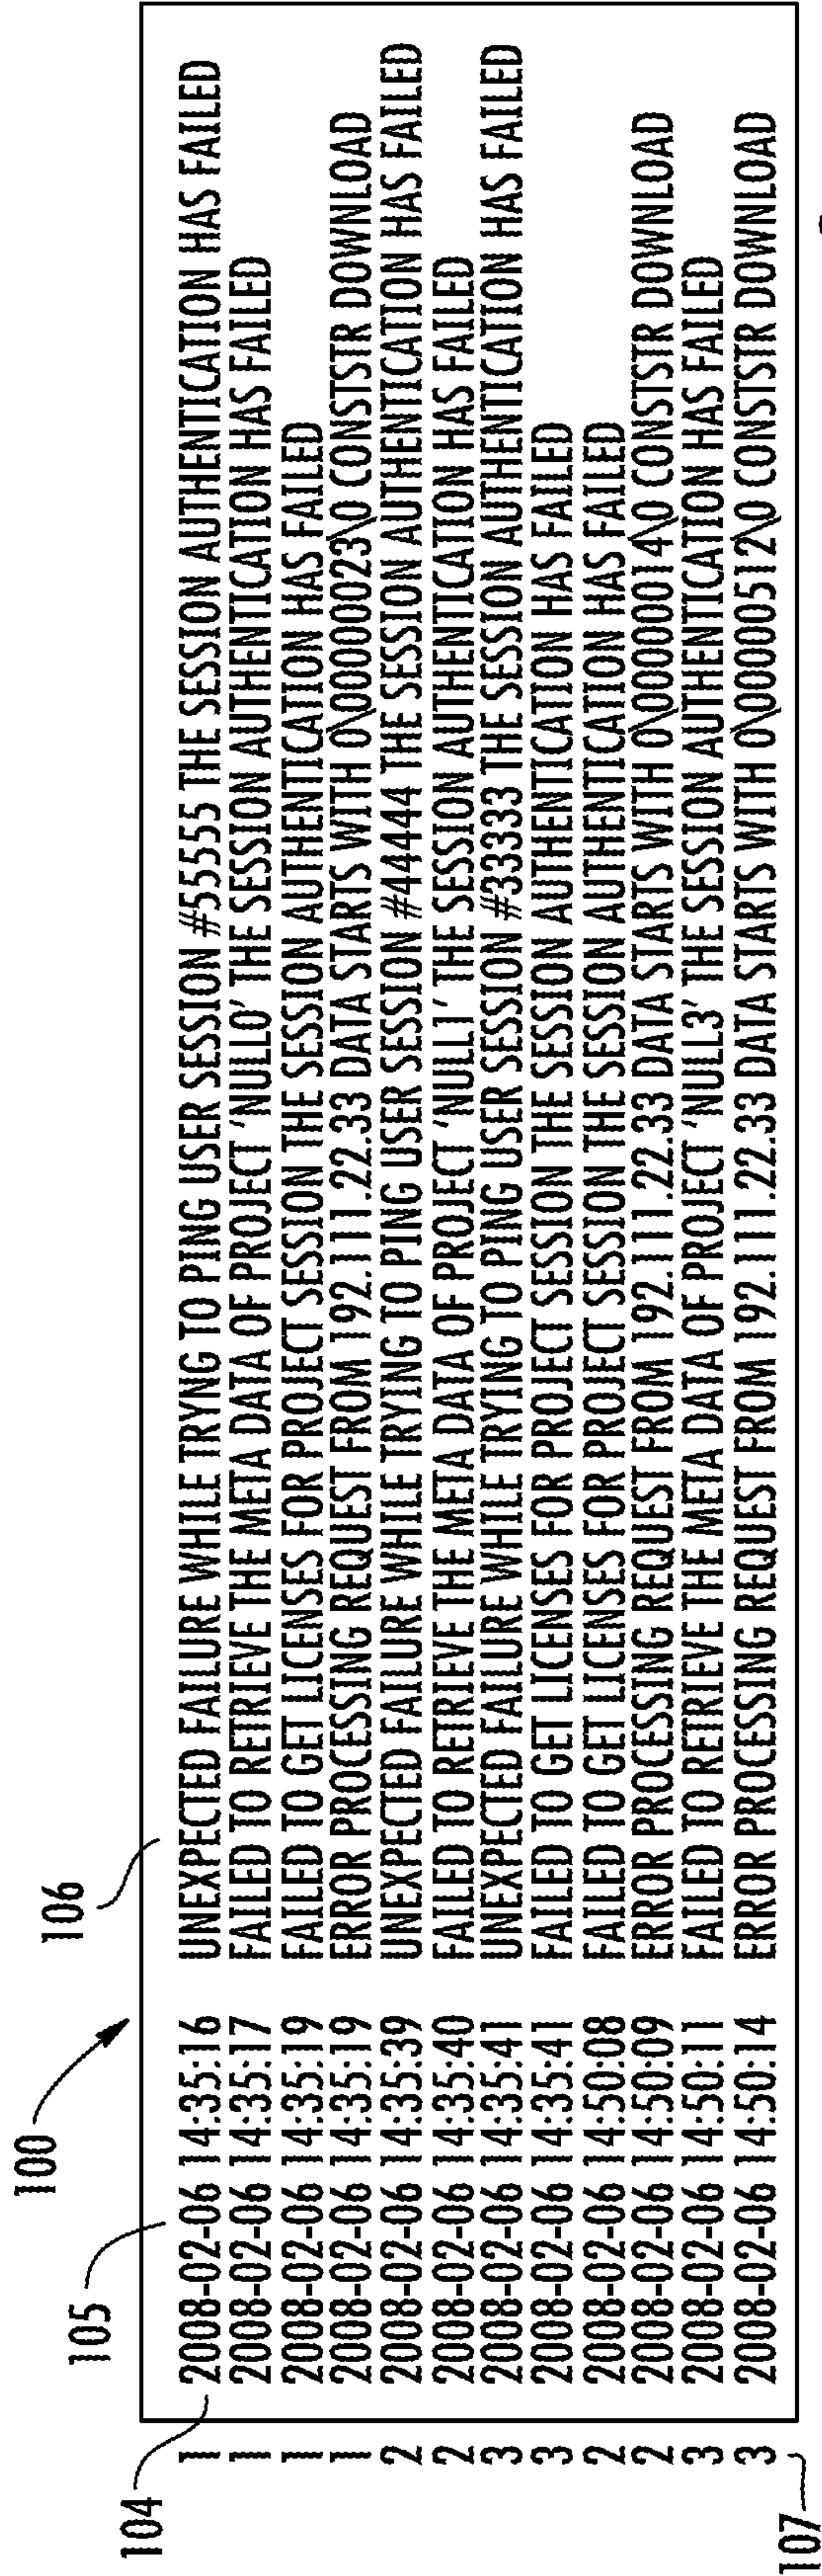 100
104
105
106
1 2008-02-06 14:35:16 UNEXPECTED FAILURE WHILE TRYNG TO PING USER SESSION #55555 THE SESSION AUTHENTICATION HAS FAILED
1 2008-02-06 14:35:17 FAILED TO RETRIEVE THE META DATA OF PROJECT 'NULL0' THE SESSION AUTHENTICATION HAS FAILED
1 2008-02-06 14:35:19 FAILED TO GET LICENSES FOR PROJECT SESSION THE SESSION AUTHENTICATION HAS FAILED
1 2008-02-06 14:35:19 ERROR PROCESSING REQUEST FROM 192.111.22.33 DATA STARTS WITH 0\00000023\0 CONSTSTR DOWNLOAD
2 2008-02-06 14:35:39 UNEXPECTED FAILURE WHILE TRYING TO PING USER SESSION #44444 THE SESSION AUTHENTICATION HAS FAILED
2 2008-02-06 14:35:40 FAILED TO RETRIEVE THE META DATA OF PROJECT 'NULL1' THE SESSION AUTHENTICATION HAS FAILED
3 2008-02-06 14:35:41 UNEXPECTED FAILURE WHILE TRYING TO PING USER SESSION #33333 THE SESSION AUTHENTICATION HAS FAILED
3 2008-02-06 14:35:41 FAILED TO GET LICENSES FOR PROJECT SESSION THE SESSION AUTHENTICATION HAS FAILED
2 2008-02-06 14:50:08 FAILED TO GET LICENSES FOR PROJECT SESSION THE SESSION AUTHENTICATION HAS FAILED
2 2008-02-06 14:50:09 ERROR PROCESSING REQUEST FROM 192.111.22.33 DATA STARTS WITH 0\00000014\0 CONSTSTR DOWNLOAD
3 2008-02-06 14:50:11 FAILED TO RETRIEVE THE META DATA OF PROJECT 'NULL3' THE SESSION AUTHENTICATION HAS FAILED
3 2008-02-06 14:50:14 ERROR PROCESSING REQUEST FROM 192.111.22.33 DATA STARTS WITH 0\00000512\0 CONSTSTR DOWNLOAD
107